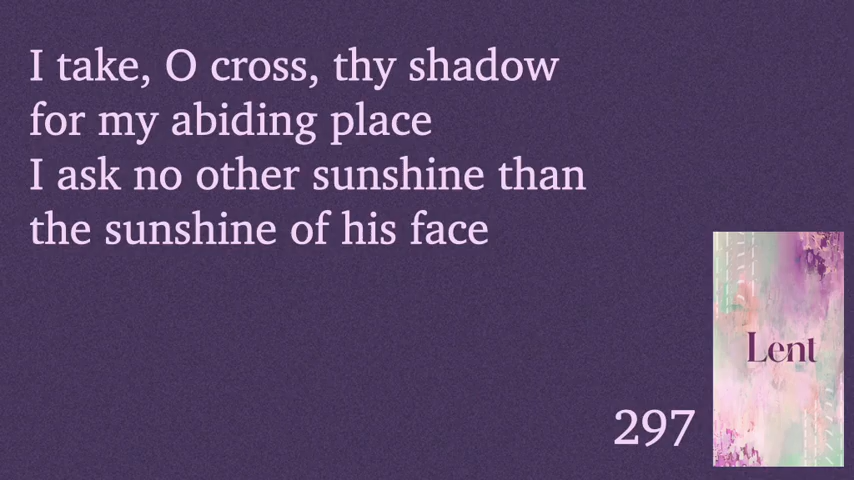 I take, O cross, thy shadow
for my abiding place
I ask no other sunshine than
the sunshine of his face
Lent
297